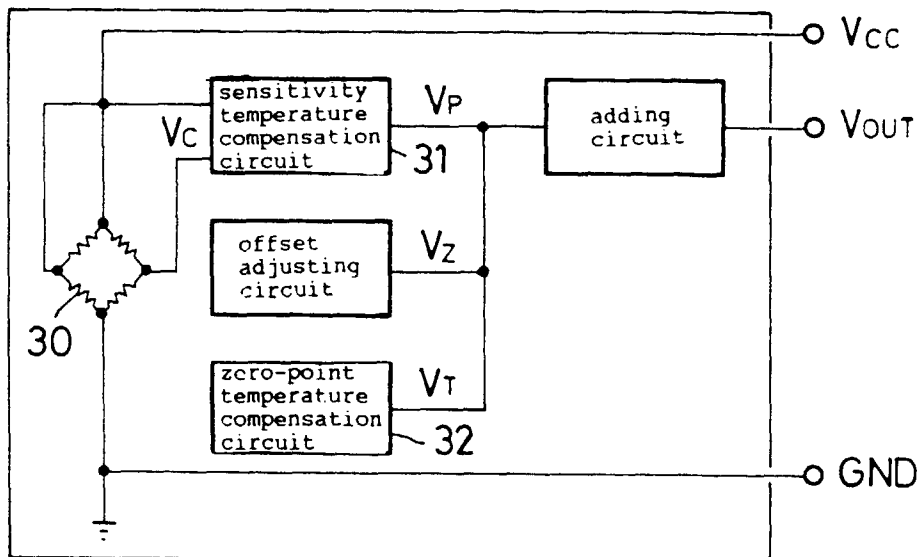 VCC
sensitivity
temperature
compensation
circuit
VC
VP
31
adding
circuit
VOUT
offset
adjusting
circuit
VZ
30
zero-point
temperature
compensation
circuit
VT
32
GND